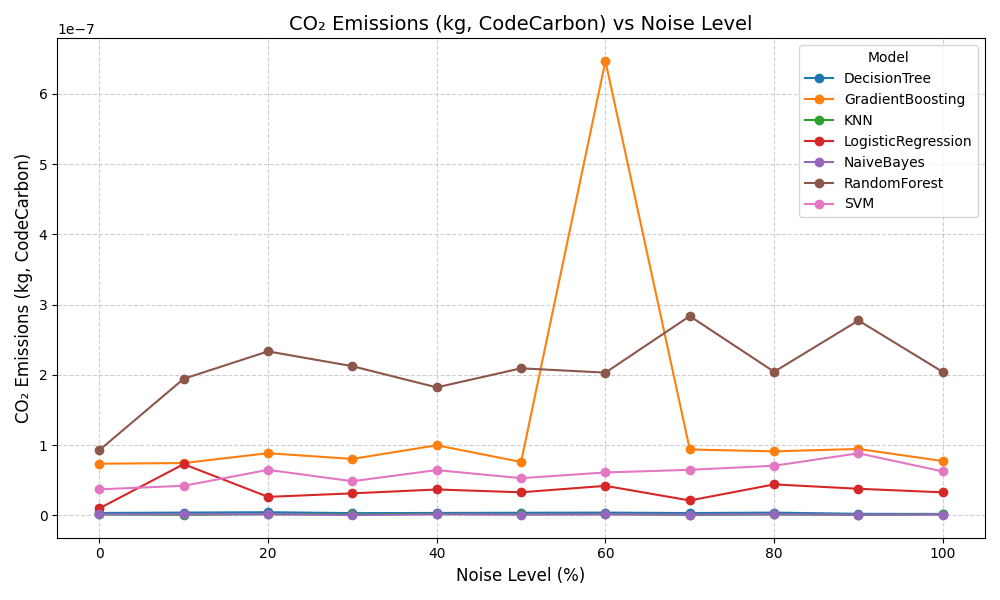 CO₂ Emissions (kg, CodeCarbon) vs Noise Level
1e−7
CO₂ Emissions (kg, CodeCarbon)
6
5
4
3
2
1
0
0 20 40 60 80 100
Noise Level (%)
Model
DecisionTree
GradientBoosting
KNN
LogisticRegression
NaiveBayes
RandomForest
SVM